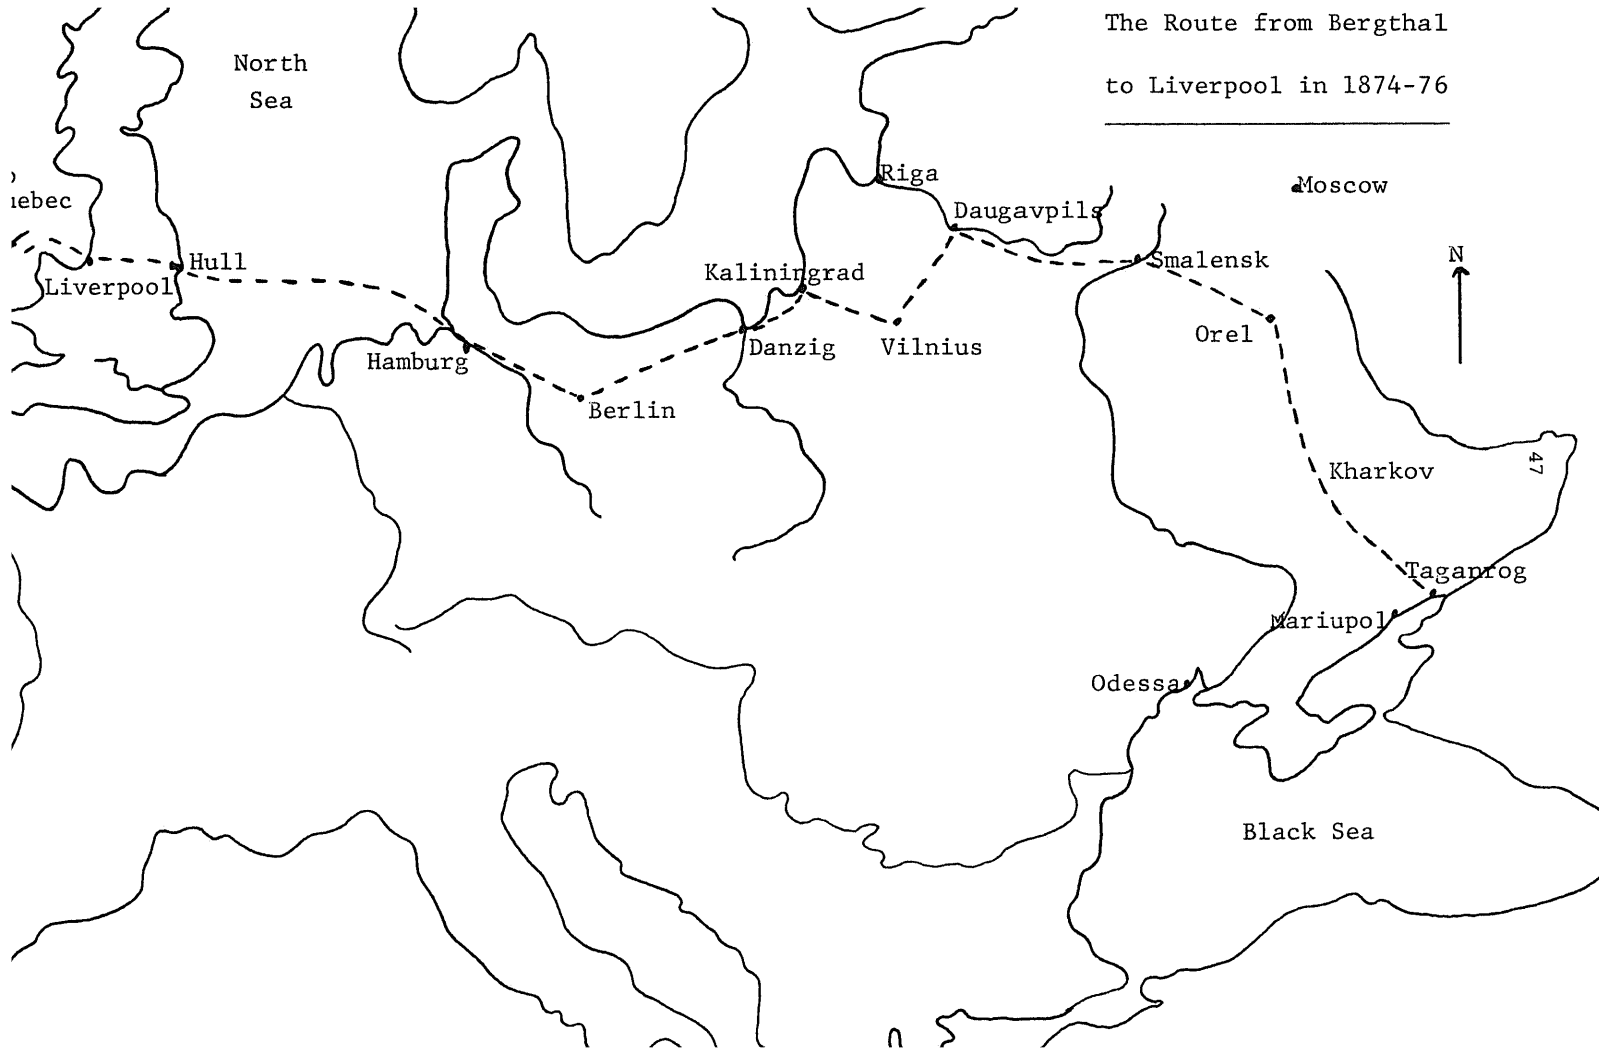 The Route from Bergthal
to Liverpool in 1874-76
North
Sea
Riga
Moscow
uebec
Daugavpils
N
Hull
Kaliningrad
Smalensk
Liverpool
Orel
Hamburg
Danzig
Vilnius
Berlin
47
Kharkov
Taganrog
Mariupol
Odessa
Black Sea